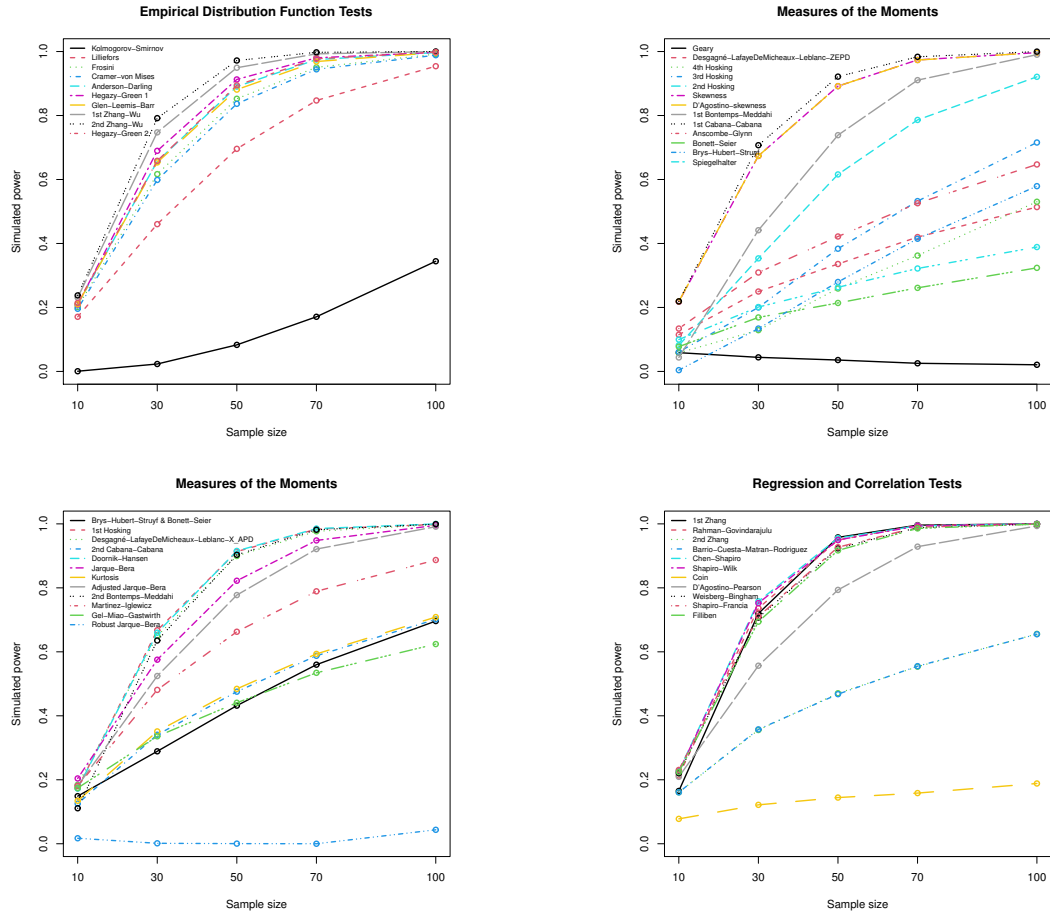 Empirical Distribution Function Tests
Kolmogorov−Smirnov
Lilliefors
Frosini
Cramer−von Mises
Anderson−Darling
Hegazy−Green 1
Glen−Leemis−Barr
1st Zhang−Wu
2nd Zhang−Wu
Hegazy−Green 2
Simulated power
0.0
0.2
0.4
0.6
0.8
1.0
10
30
50
70
100
Sample size
Measures of the Moments
Geary
Desgagné−LafayeDeMicheaux−Leblanc−ZEPD
4th Hosking
3rd Hosking
2nd Hosking
Skewness
D'Agostino−skewness
1st Bontemps−Meddahi
1st Cabana−Cabana
Anscombe−Glynn
Bonett−Seier
Brys−Hubert−Struyf
Spiegelhalter
Simulated power
0.0
0.2
0.4
0.6
0.8
1.0
10
30
50
70
100
Sample size
Measures of the Moments
Brys−Hubert−Struyf & Bonett−Seier
1st Hosking
Desgagné−LafayeDeMicheaux−Leblanc−X_APD
2nd Cabana−Cabana
Doornik−Hansen
Jarque−Bera
Kurtosis
Adjusted Jarque−Bera
2nd Bontemps−Meddahi
Martinez−Iglewicz
Gel−Miao−Gastwirth
Robust Jarque−Bera
Simulated power
0.0
0.2
0.4
0.6
0.8
1.0
10
30
50
70
100
Sample size
Regression and Correlation Tests
1st Zhang
Rahman−Govindarajulu
2nd Zhang
Barrio−Cuesta−Matran−Rodriguez
Chen−Shapiro
Shapiro−Wilk
Coin
D'Agostino−Pearson
Weisberg−Bingham
Shapiro−Francia
Filliben
Simulated power
0.0
0.2
0.4
0.6
0.8
1.0
10
30
50
70
100
Sample size